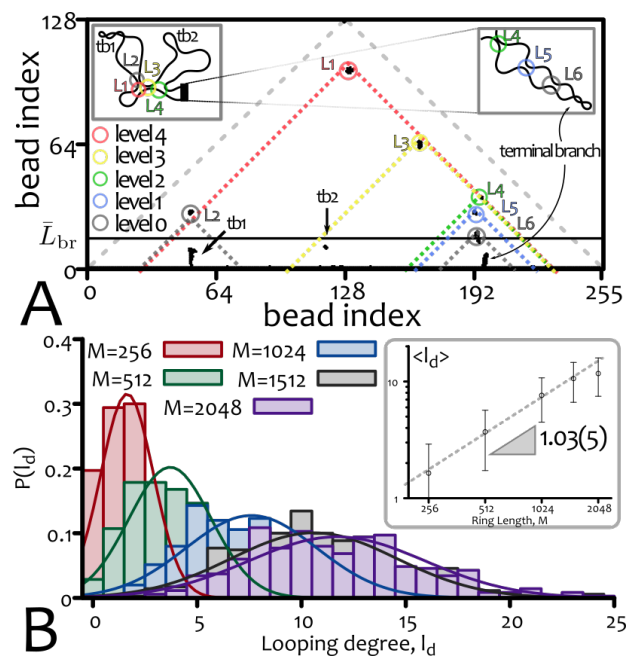 128
64
0
bead index
L̄br
tb1
tb2
L2
L3
L1
L4
L4
L5
L6
level 4
level 3
level 2
level 1
level 0
L1
L3
L2
tb1
tb2
L4
L5
L6
terminal branch
0 64 128 192 255
bead index
A
M=256 M=1024
M=512 M=1512
M=2048
<l_d>
10
1
1.03(5)
256 512 1024 2048
Ring Length, M
0.4
0.3
0.2
0.1
0
P(l_d)
0 5 10 15 20 25
Looping degree, l_d
B